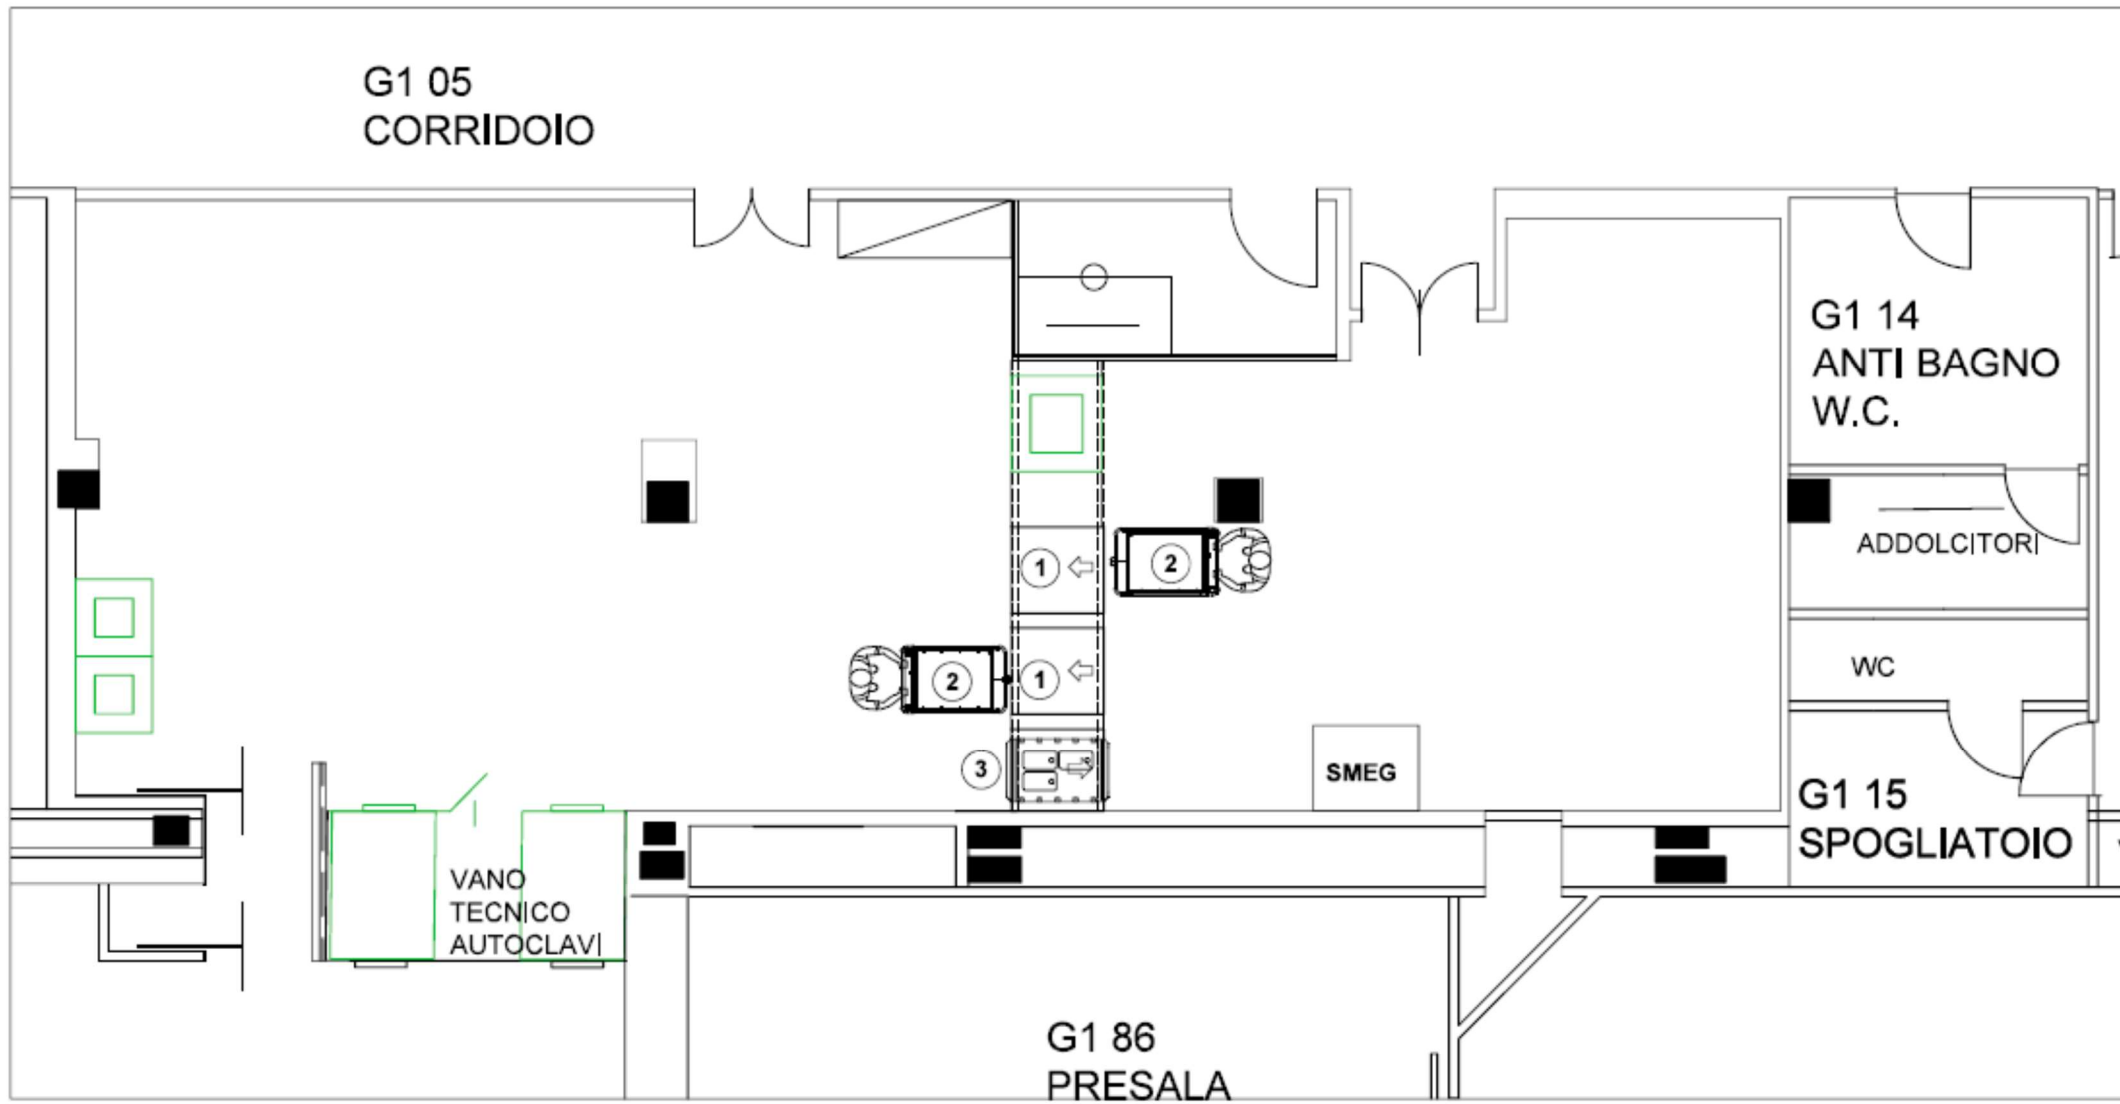 G1 05
CORRIDOIO
G1 14
ANTI BAGNO
W.C.
ADDOLCITORI
1
2
2
1
WC
3
SMEG
G1 15
SPOGLIATOIO
VANO
TECNICO
AUTOCLAVI
G1 86
PRESALA